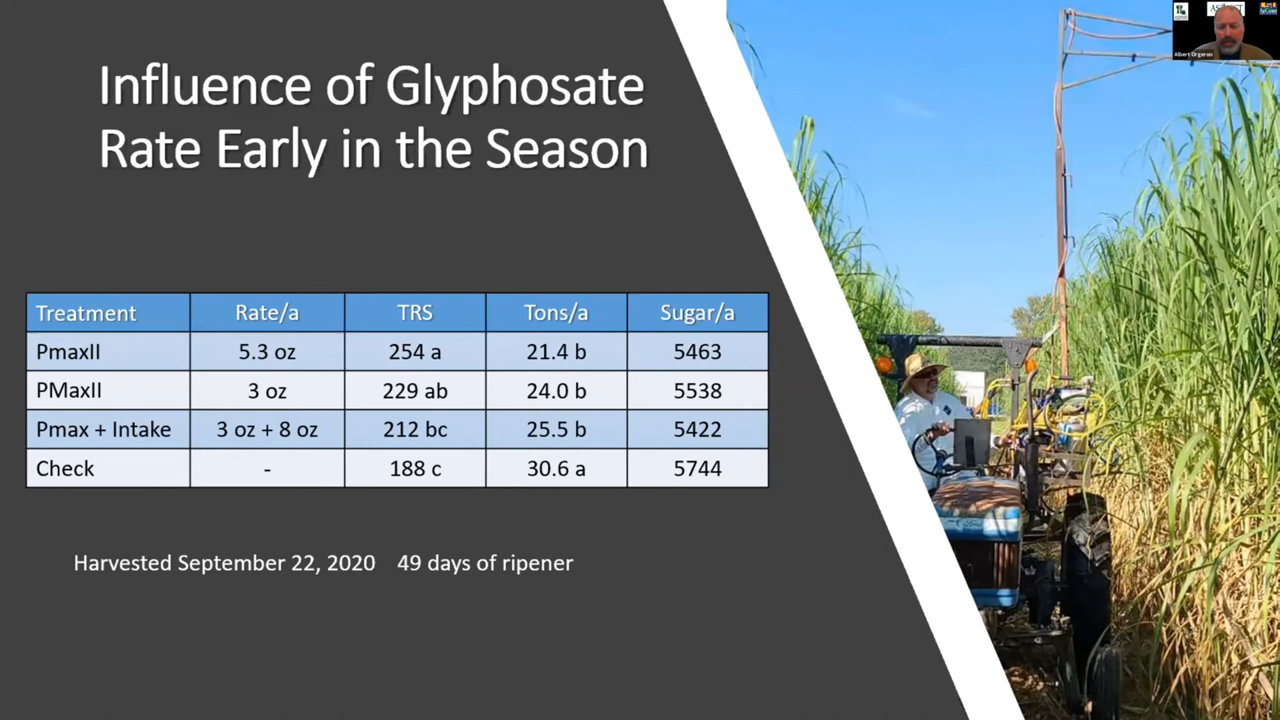 Influence of Glyphosate
Rate Early in the Season
Treatment Rate/a TRS Tons/a Sugar/a
PmaxII 5.3 oz 254 a 21.4 b 5463
PMaxII 3 oz 229 ab 24.0 b 5538
Pmax + Intake 3 oz + 8 oz 212 bc 25.5 b 5422
Check - 188 c 30.6 a 5744
Harvested September 22, 2020 49 days of ripener
Albert Orgeron